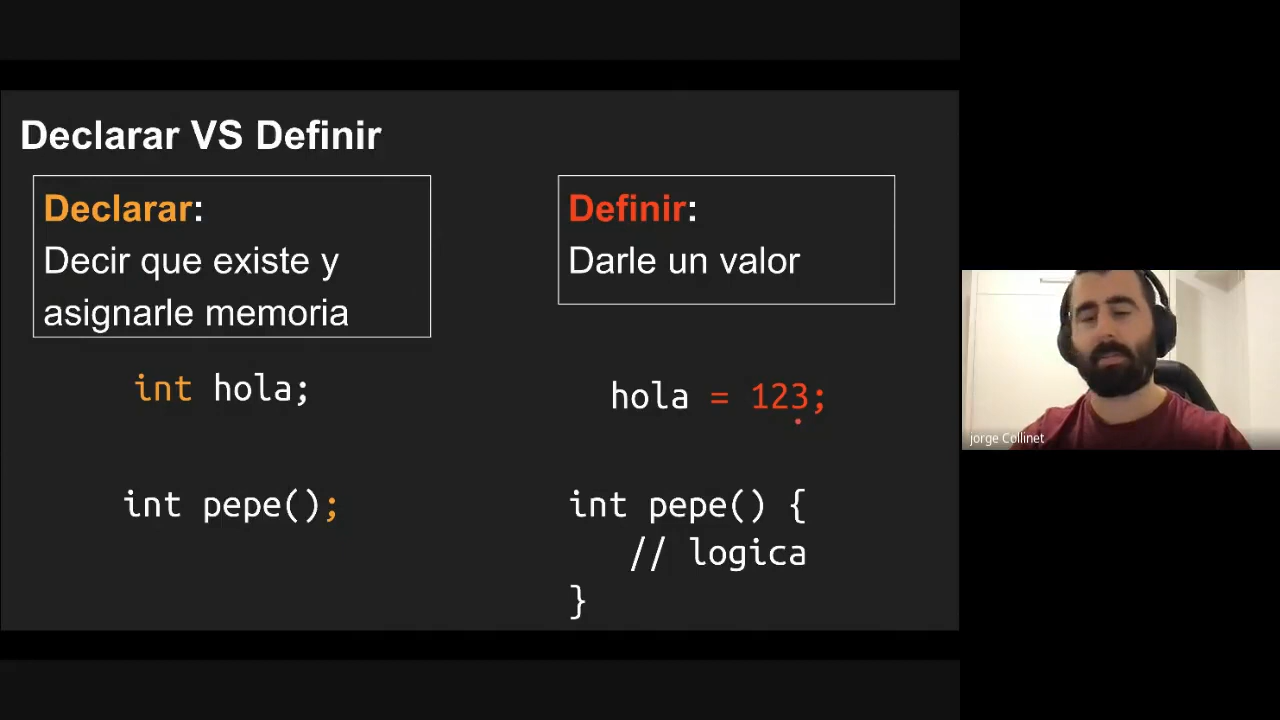 Declarar VS Definir
Declarar:
Decir que existe y
asignarle memoria
int hola;
int pepe();
Definir:
Darle un valor
hola = 123;
int pepe() {
// logica
}
jorge Collinet